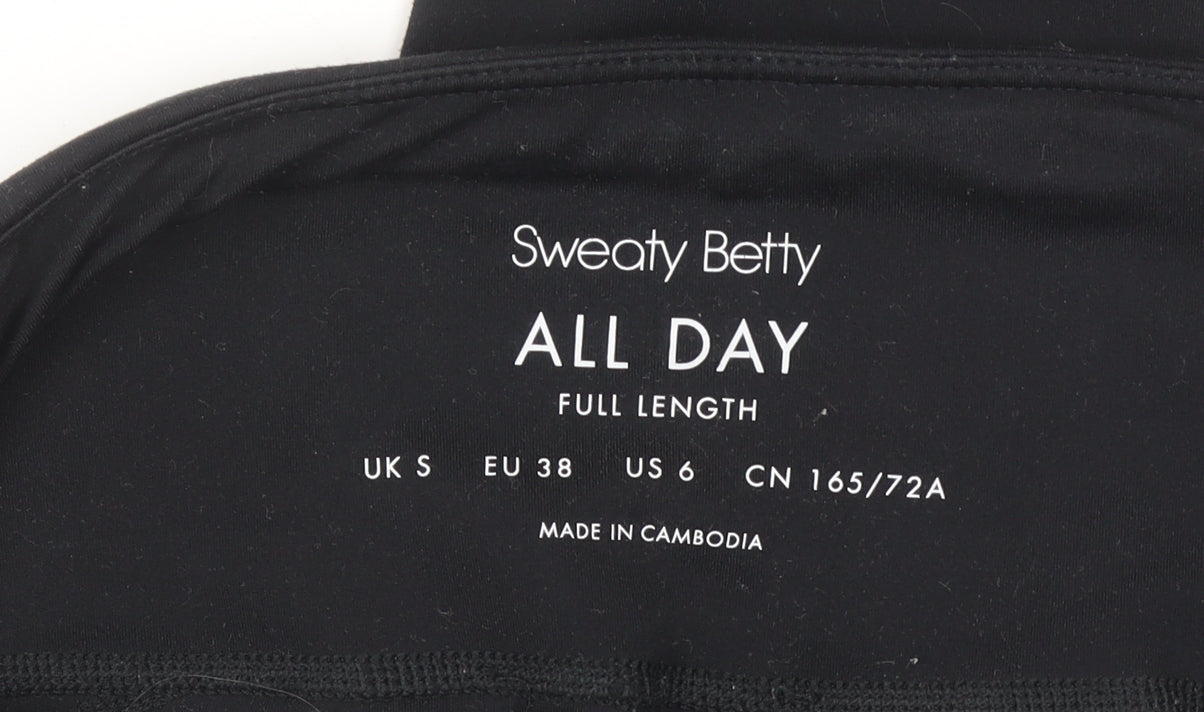 Sweaty Betty
ALL DAY
FULL LENGTH
UK S EU 38 US 6 CN 165/72A
MADE IN CAMBODIA